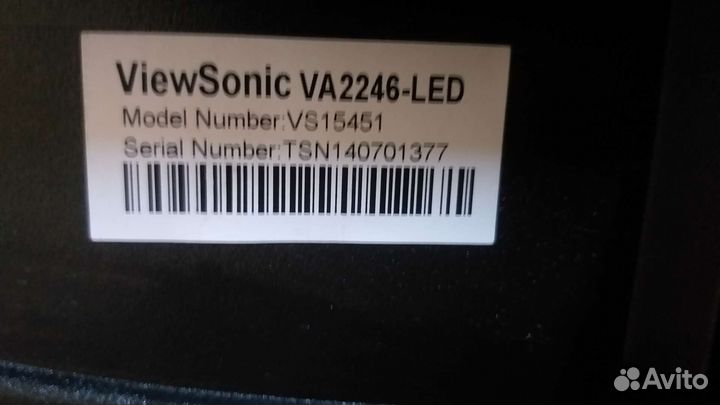 ViewSonic VA2246-LED
Model Number:VS15451
Serial Number:TSN140701377
Avito